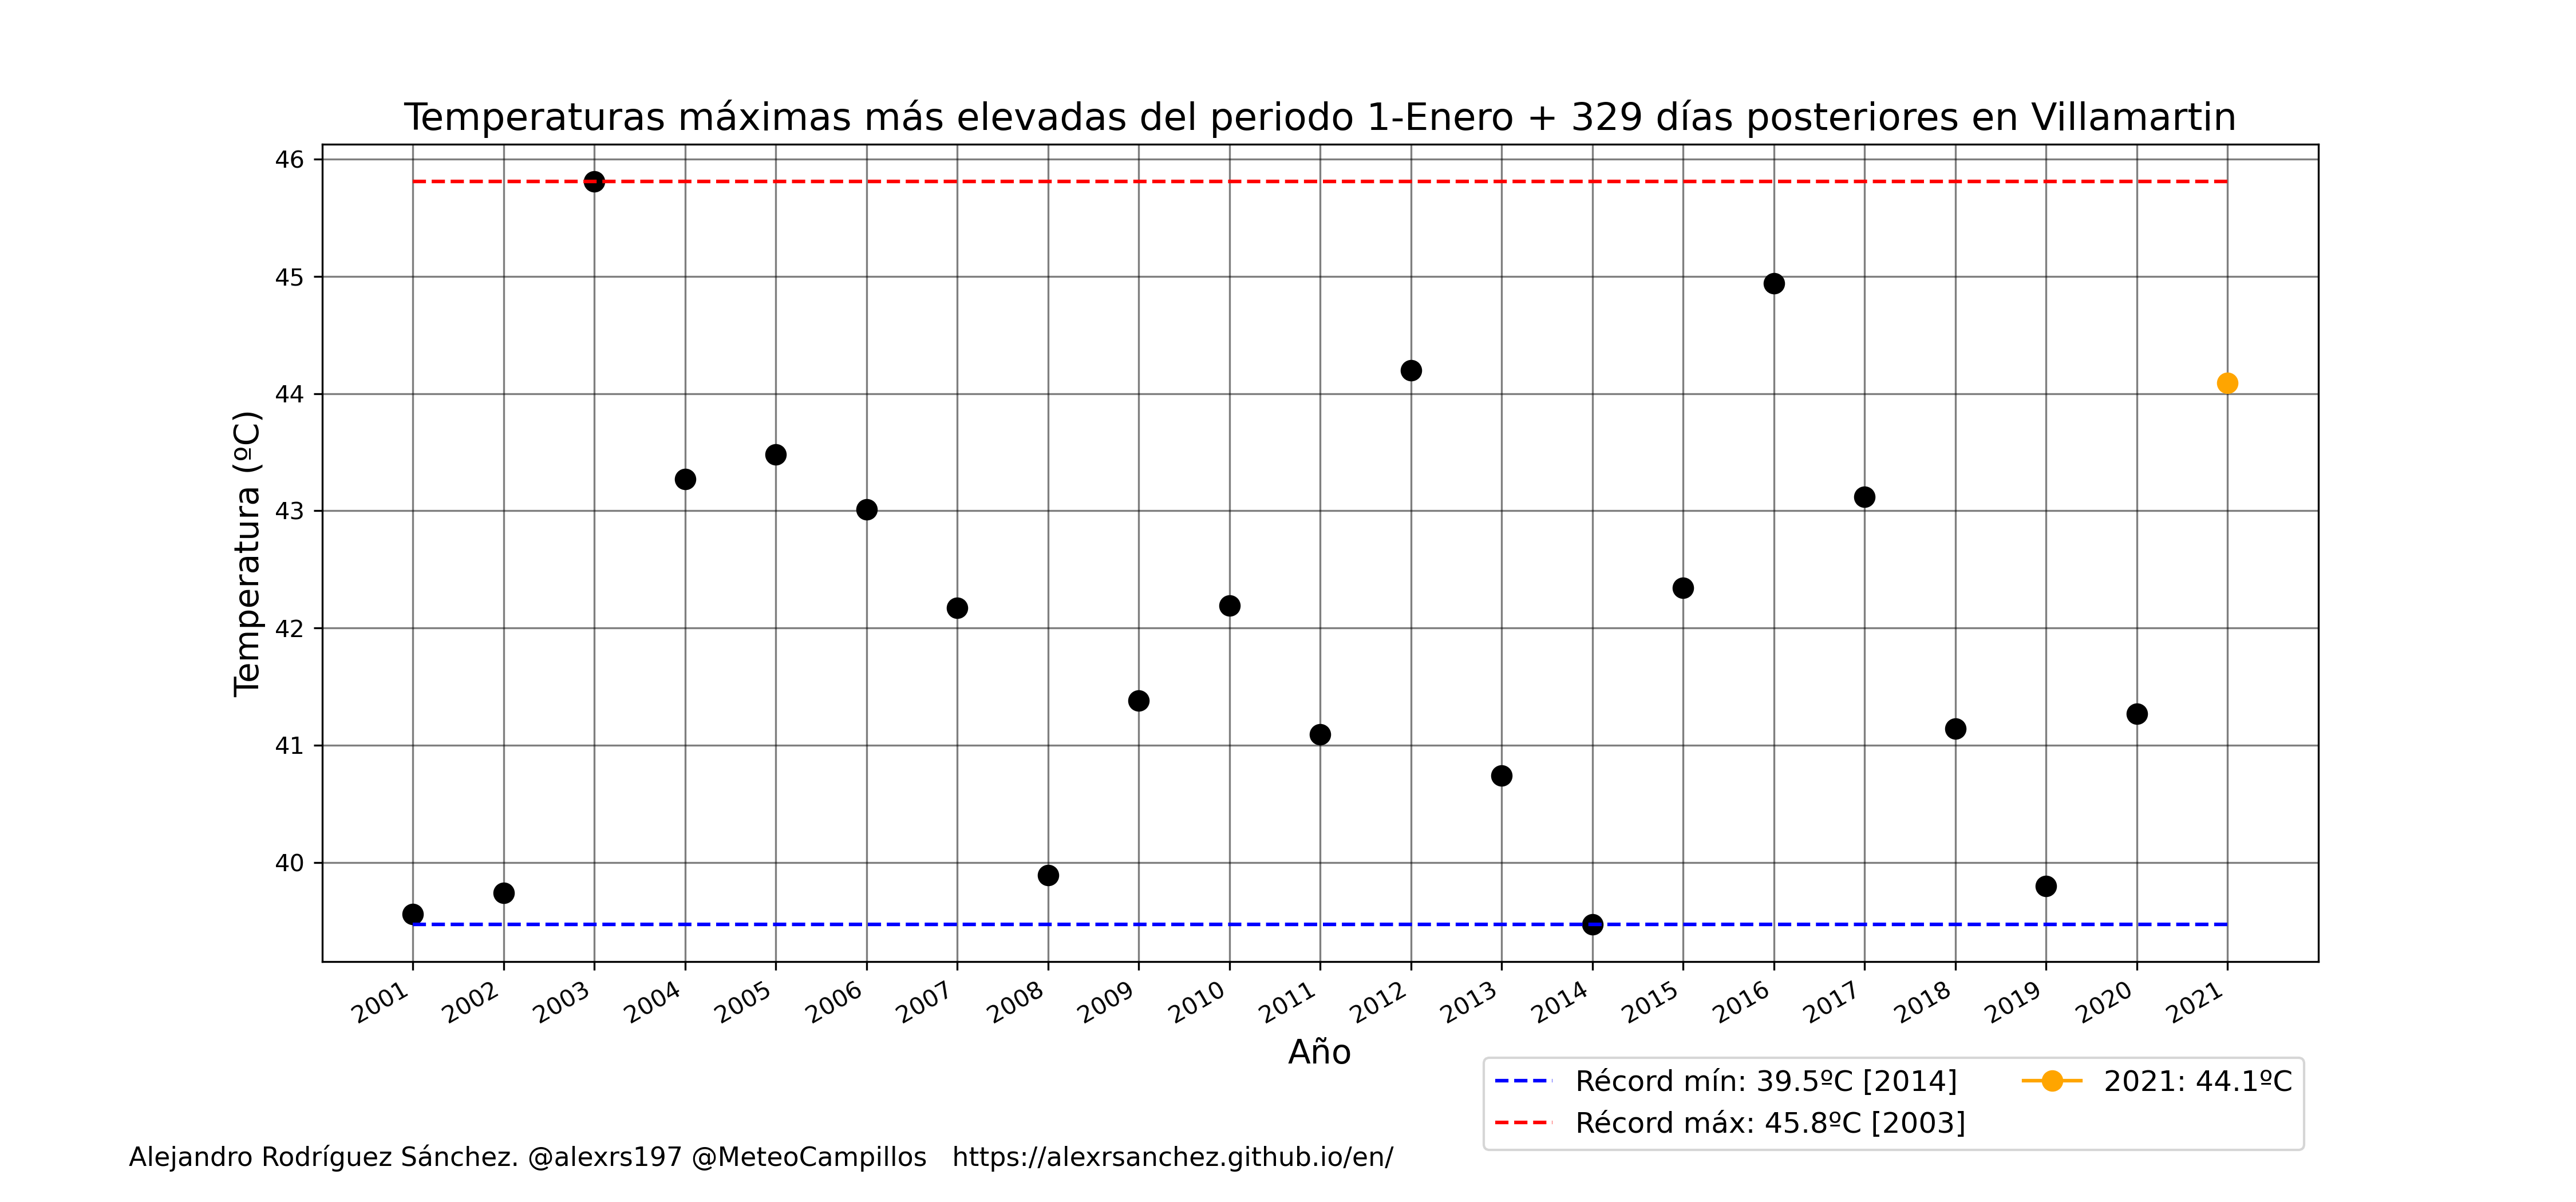 Temperaturas máximas más elevadas del periodo 1-Enero + 329 días posteriores en Villamartin
46
45
44
43
42
41
40
Temperatura (ºC)
2001 2002 2003 2004 2005 2006 2007 2008 2009 2010 2011 2012 2013 2014 2015 2016 2017 2018 2019 2020 2021
Año
Récord mín: 39.5ºC [2014]
Récord máx: 45.8ºC [2003]
2021: 44.1ºC
Alejandro Rodríguez Sánchez. @alexrs197 @MeteoCampillos https://alexrsanchez.github.io/en/